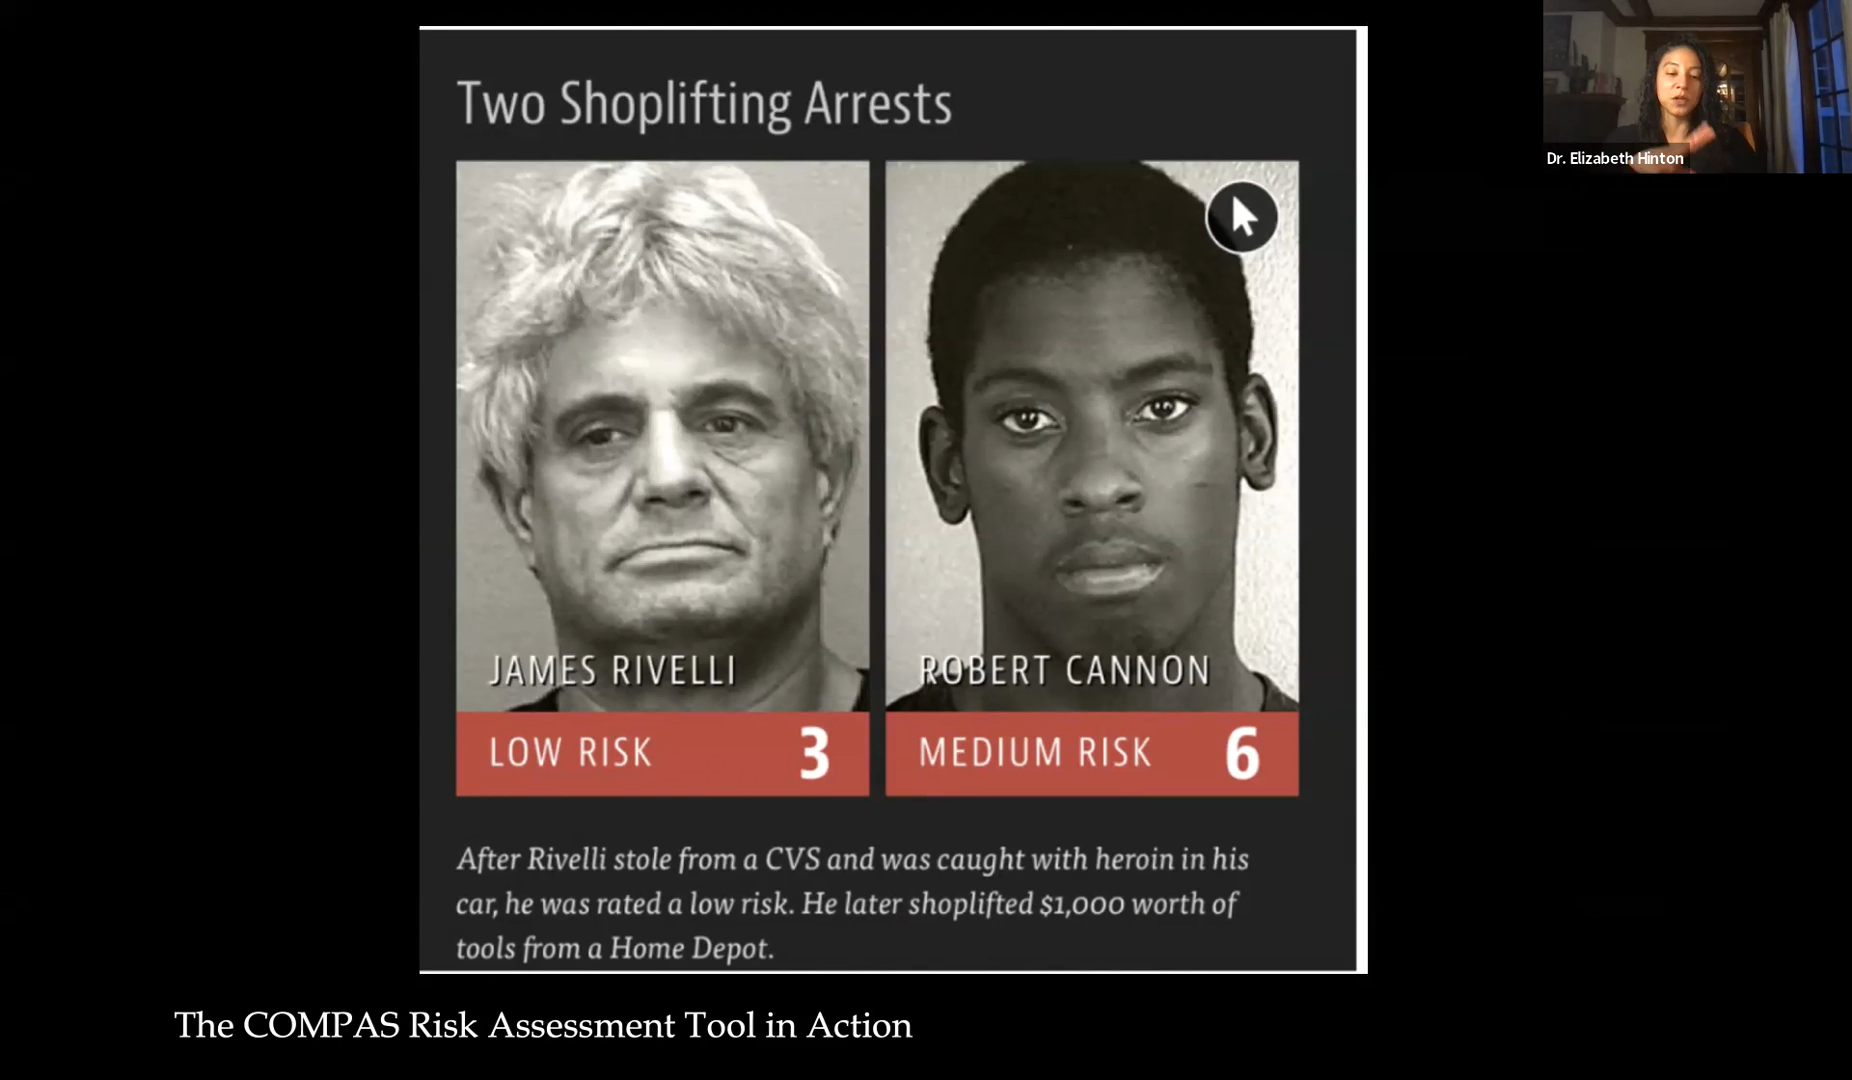 Two Shoplifting Arrests
JAMES RIVELLI
LOW RISK 3
ROBERT CANNON
MEDIUM RISK 6
After Rivelli stole from a CVS and was caught with heroin in his
car, he was rated a low risk. He later shoplifted $1,000 worth of
tools from a Home Depot.
The COMPAS Risk Assessment Tool in Action
Dr. Elizabeth Hinton